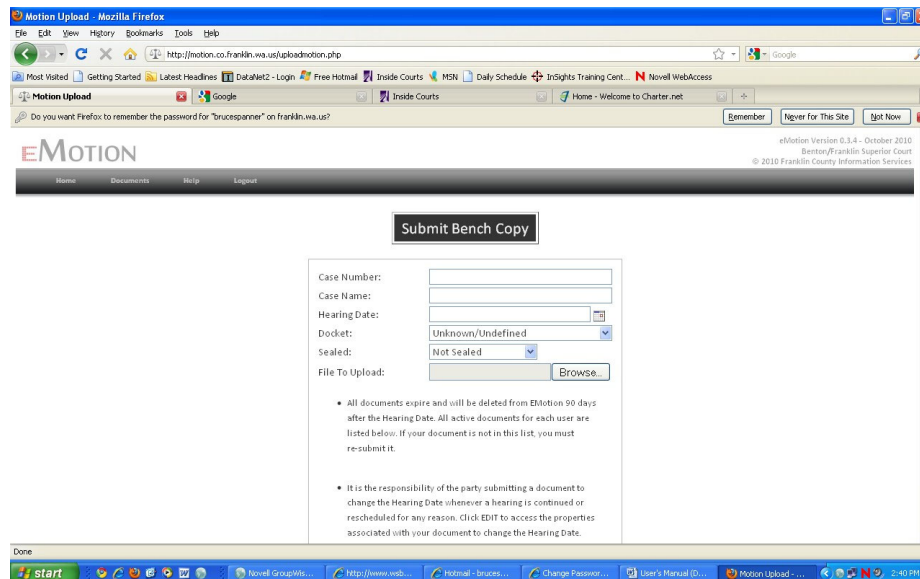 Motion Upload - Mozilla Firefox
File Edit View History Bookmarks Tools Help
http://motion.co.franklin.wa.us/uploadmotion.php
Google
Most Visited Getting Started Latest Headlines DataNet2 - Login Free Hotmail Inside Courts MSN Daily Schedule InSights Training Cent... Novell WebAccess
Motion Upload Google Inside Courts Home - Welcome to Charter.net
Do you want Firefox to remember the password for "brucespanner" on franklin.wa.us? Remember Never for This Site Not Now
eMotion Version 0.3.4 - October 2010
EMOTION
Benton/Franklin Superior Court
© 2010 Franklin County Information Services
Home Documents Help Logout
Submit Bench Copy
Case Number:
Case Name:
Hearing Date:
Docket: Unknown/Undefined
Sealed: Not Sealed
File To Upload: Browse...
• All documents expire and will be deleted from EMotion 90 days
after the Hearing Date. All active documents for each user are
listed below. If your document is not in this list, you must
re-submit it.
• It is the responsibility of the party submitting a document to
change the Hearing Date whenever a hearing is continued or
rescheduled for any reason. Click EDIT to access the properties
associated with your document to change the Hearing Date.
Done
start Novell GroupWis... http://www.wsb... Hotmail - bruces... Change Passwor... User's Manual (D... Motion Upload - ... 2:40 PM